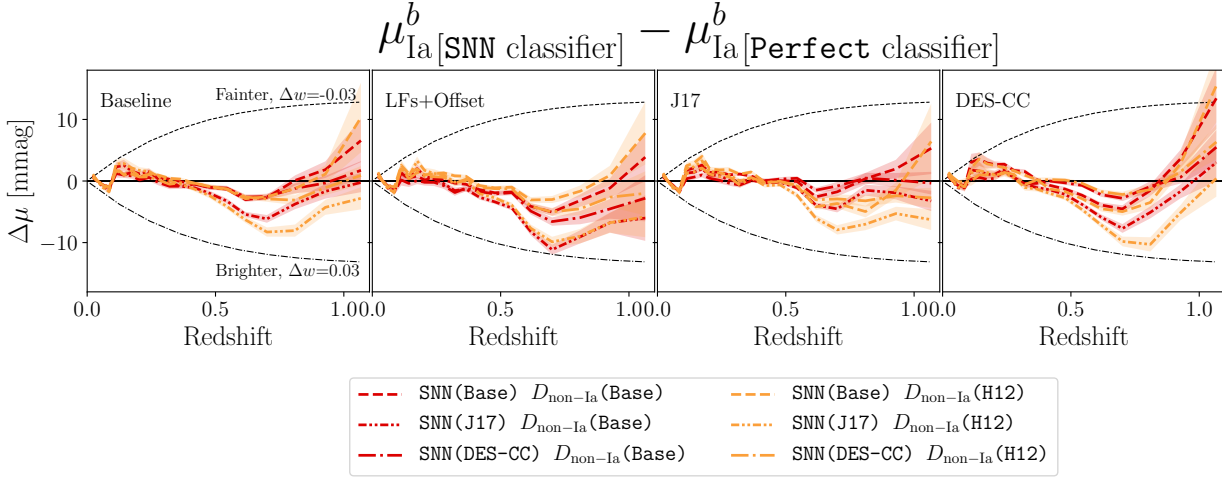 μ^b_Ia[SNN classifier] − μ^b_Ia[Perfect classifier]
Baseline
Fainter, Δw=-0.03
LFs+Offset
J17
DES-CC
10
0
−10
Δμ [mmag]
Brighter, Δw=0.03
0.0 0.5 1.0 0.0 0.5 1.0 0.0 0.5 1.0 0.0 0.5 1.0
Redshift Redshift Redshift Redshift
SNN(Base) D_non−Ia(Base) SNN(Base) D_non−Ia(H12)
SNN(J17) D_non−Ia(Base) SNN(J17) D_non−Ia(H12)
SNN(DES-CC) D_non−Ia(Base) SNN(DES-CC) D_non−Ia(H12)